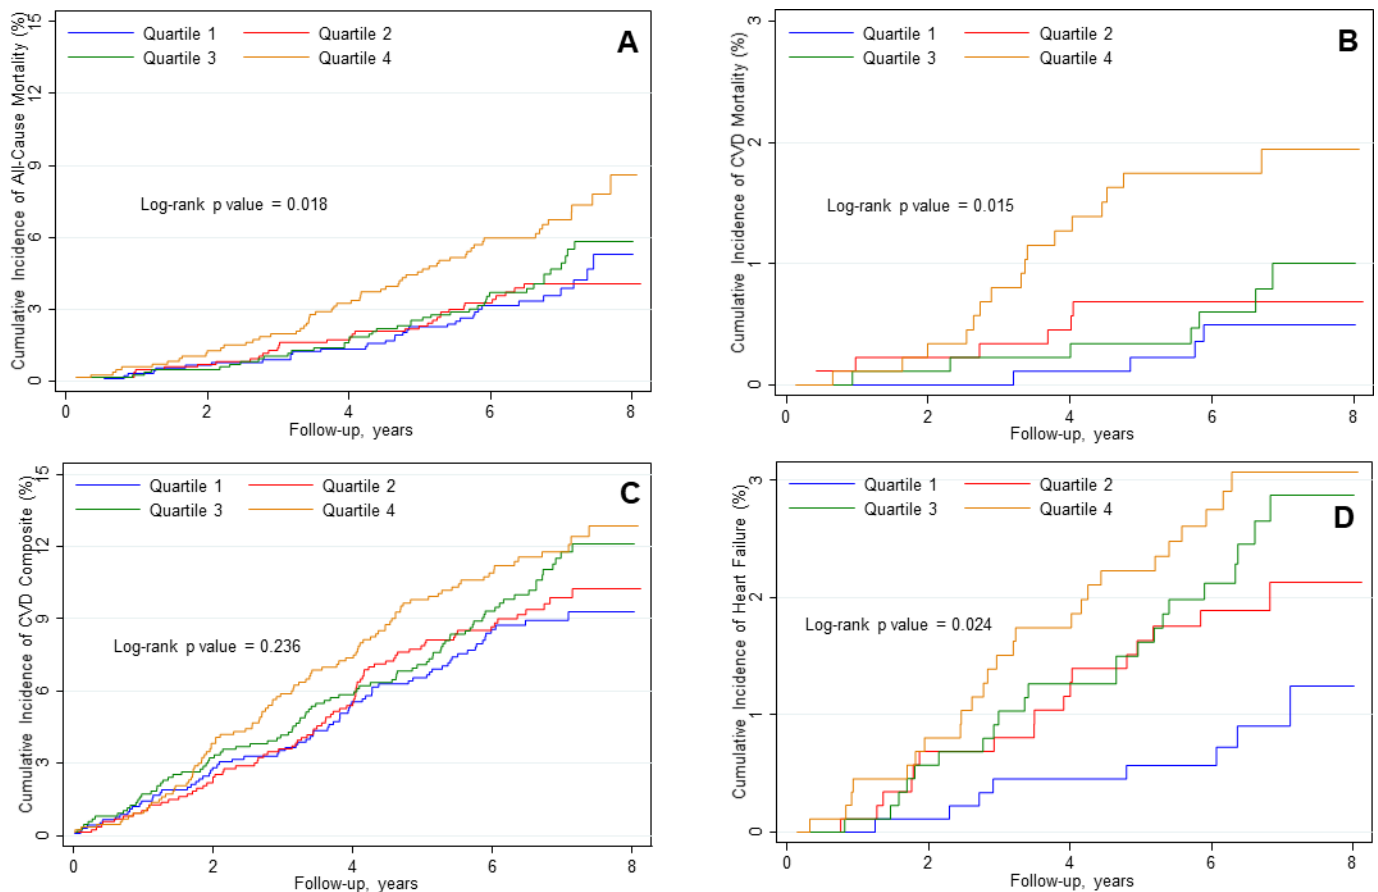 Cumulative Incidence of All-Cause Mortality (%)
15
12
9
6
3
0
Quartile 1 Quartile 2
Quartile 3 Quartile 4
A
Log-rank p value = 0.018
0 2 4 6 8
Follow-up, years
Cumulative Incidence of CVD Mortality (%)
3
2
1
0
Quartile 1 Quartile 2
Quartile 3 Quartile 4
B
Log-rank p value = 0.015
0 2 4 6 8
Follow-up, years
Cumulative Incidence of CVD Composite (%)
15
12
9
6
3
0
Quartile 1 Quartile 2
Quartile 3 Quartile 4
C
Log-rank p value = 0.236
0 2 4 6 8
Follow-up, years
Cumulative Incidence of Heart Failure (%)
3
2
1
0
Quartile 1 Quartile 2
Quartile 3 Quartile 4
D
Log-rank p value = 0.024
0 2 4 6 8
Follow-up, years